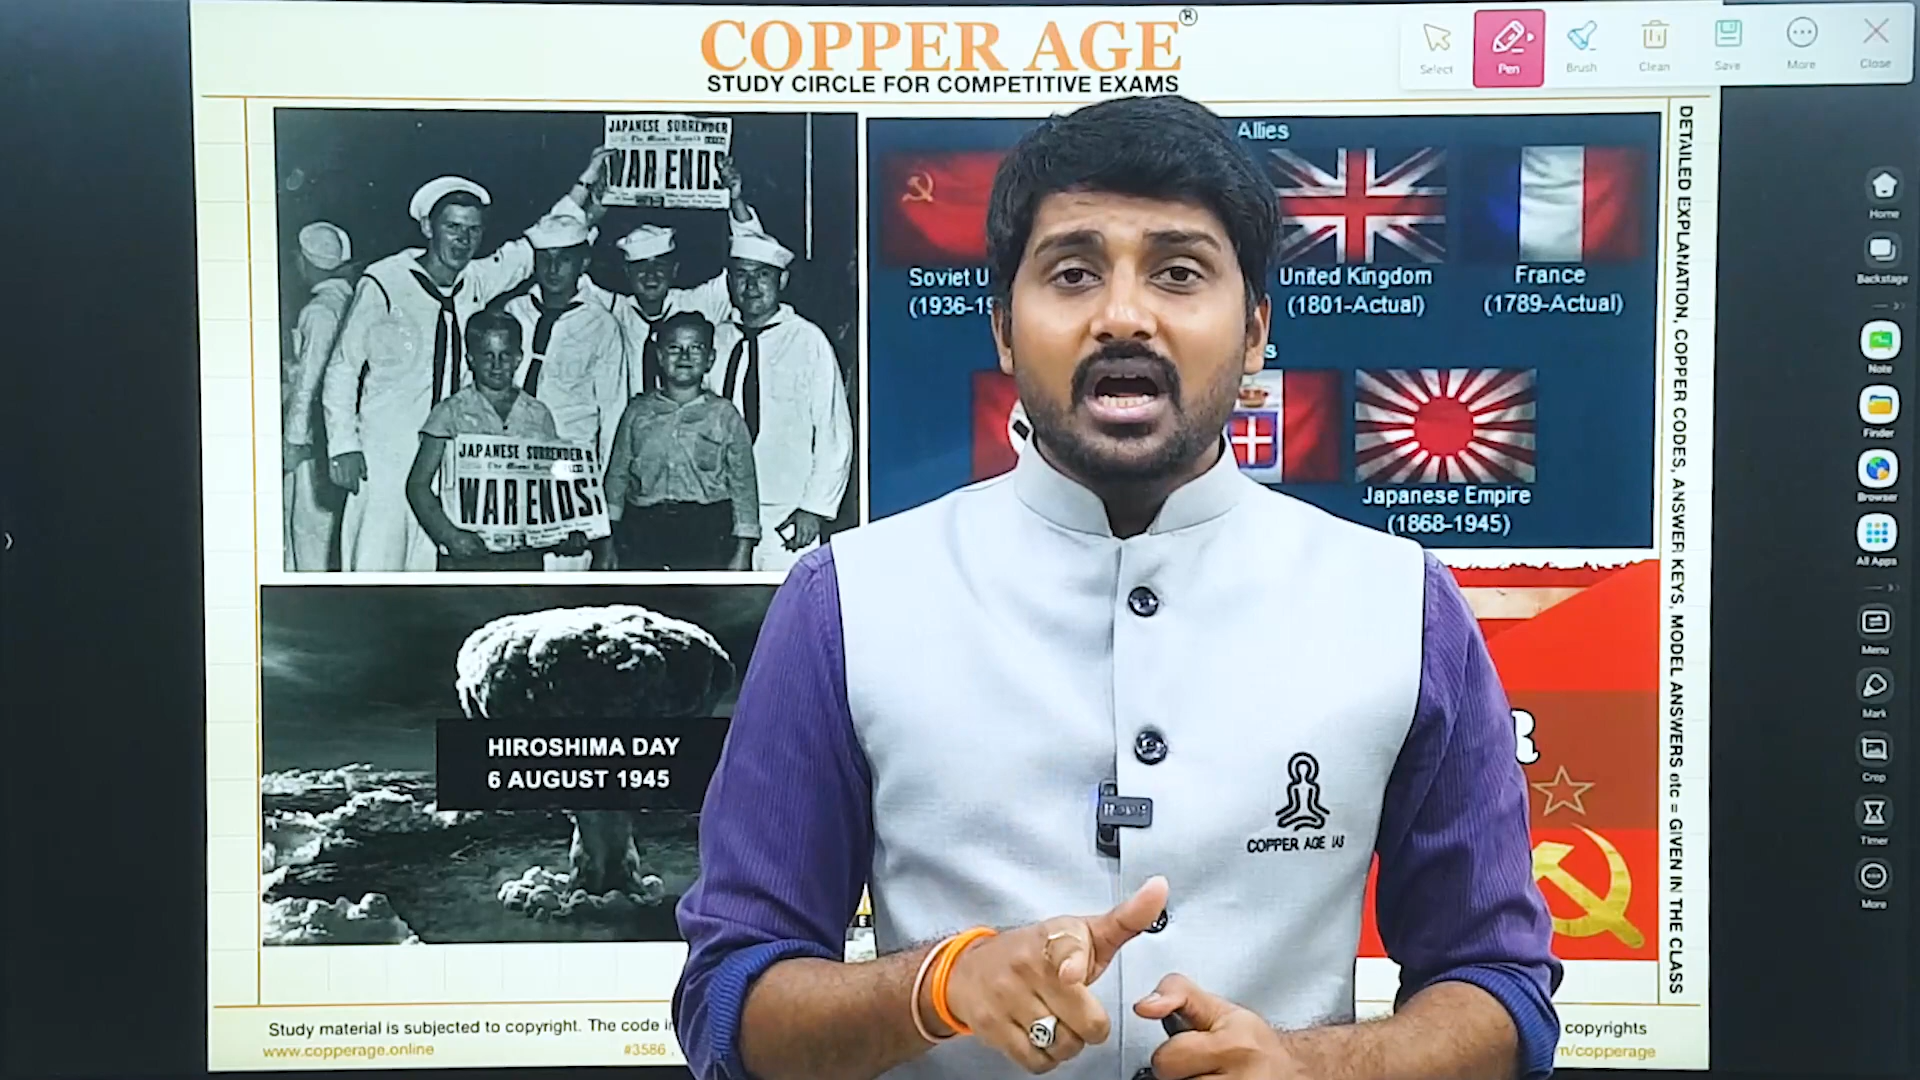 COPPER AGE®
STUDY CIRCLE FOR COMPETITIVE EXAMS
Select
Pen
Brush
Clean
Save
More
Close
JAPANESE SURRENDER
WAR ENDS
JAPANESE SURRENDER
WAR ENDS!
HIROSHIMA DAY
6 AUGUST 1945
Allies
Soviet U
(1936-19
United Kingdom
(1801-Actual)
France
(1789-Actual)
s
Japanese Empire
(1868-1945)
R
COPPER AGE IAS
DETAILED EXPLANATION, COPPER CODES, ANSWER KEYS, MODEL ANSWERS etc = GIVEN IN THE CLASS
Home
Backstage
Note
Finder
Browser
All Apps
Menu
Mark
Crop
Timer
More
Study material is subjected to copyright. The code i
copyrights
www.copperage.online
#3586 ,
m/copperage